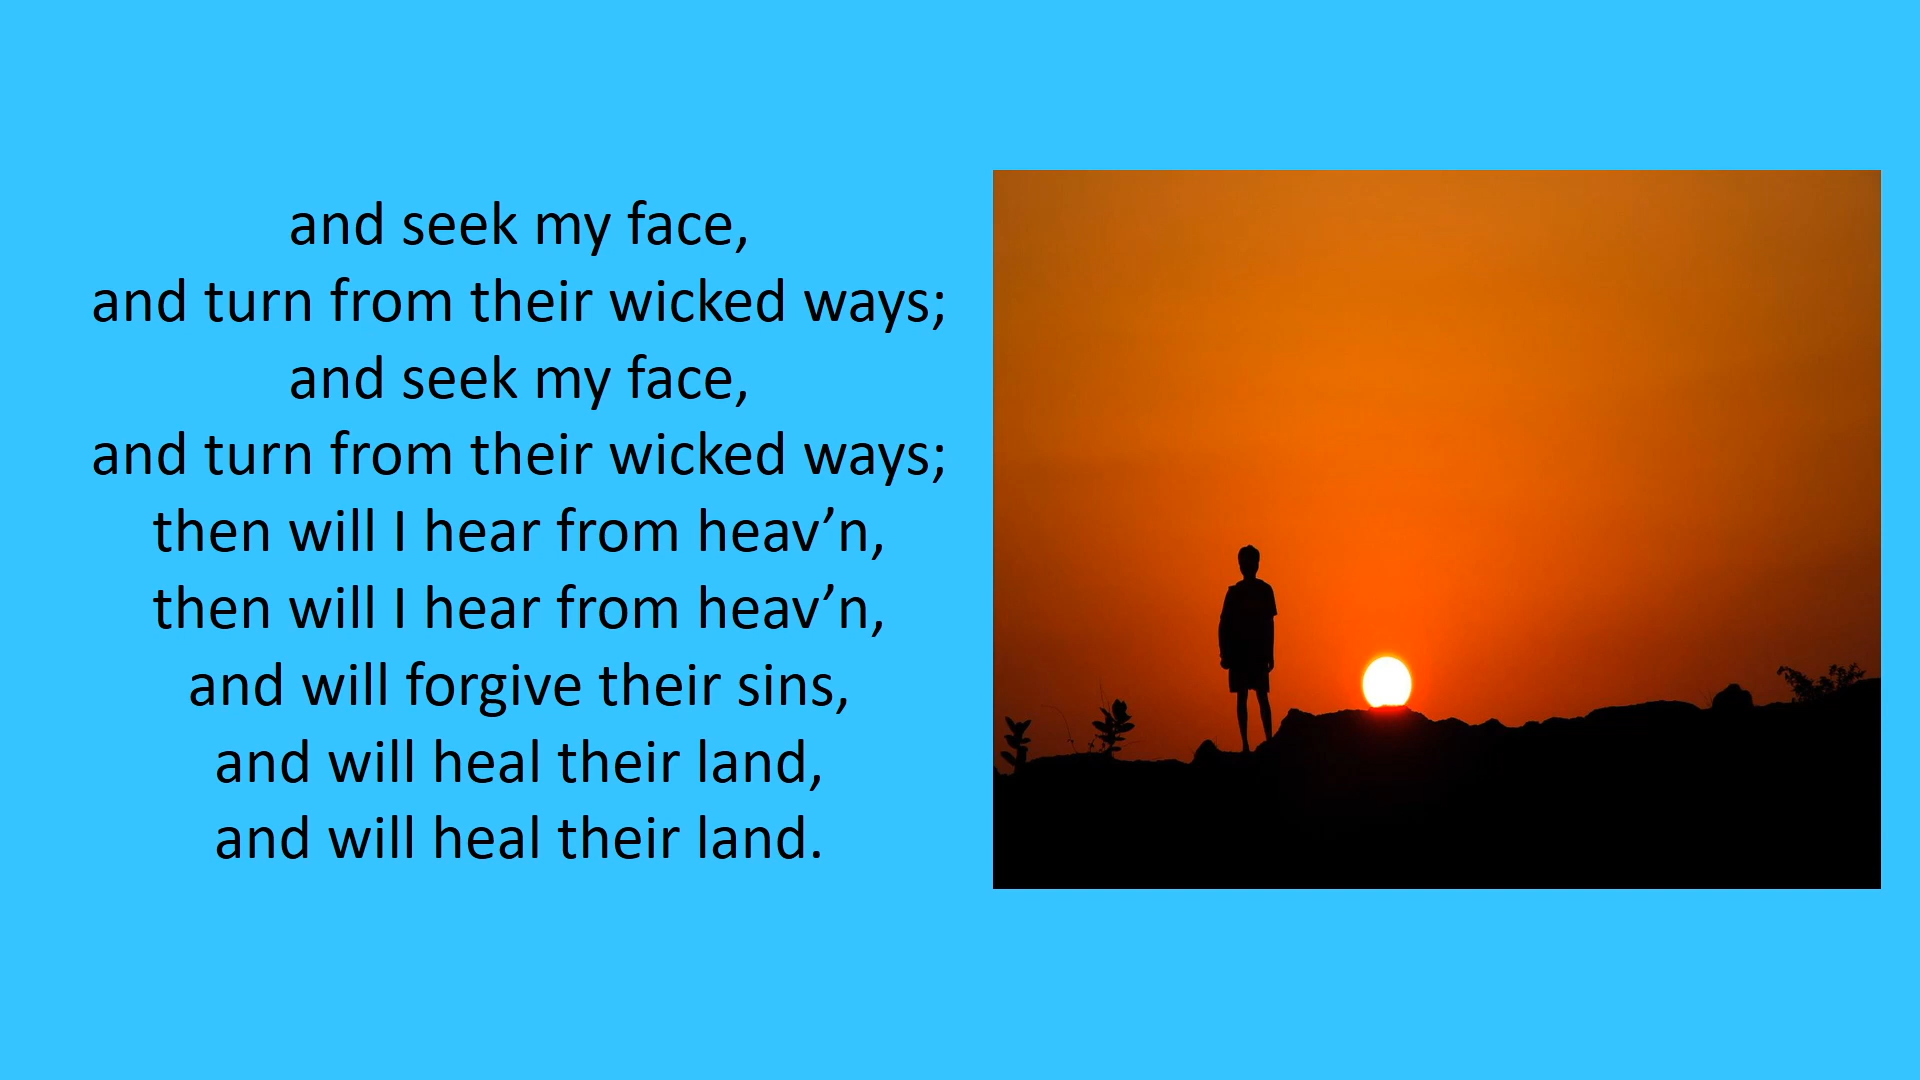 and seek my face,
and turn from their wicked ways;
and seek my face,
and turn from their wicked ways;
then will I hear from heav’n,
then will I hear from heav’n,
and will forgive their sins,
and will heal their land,
and will heal their land.